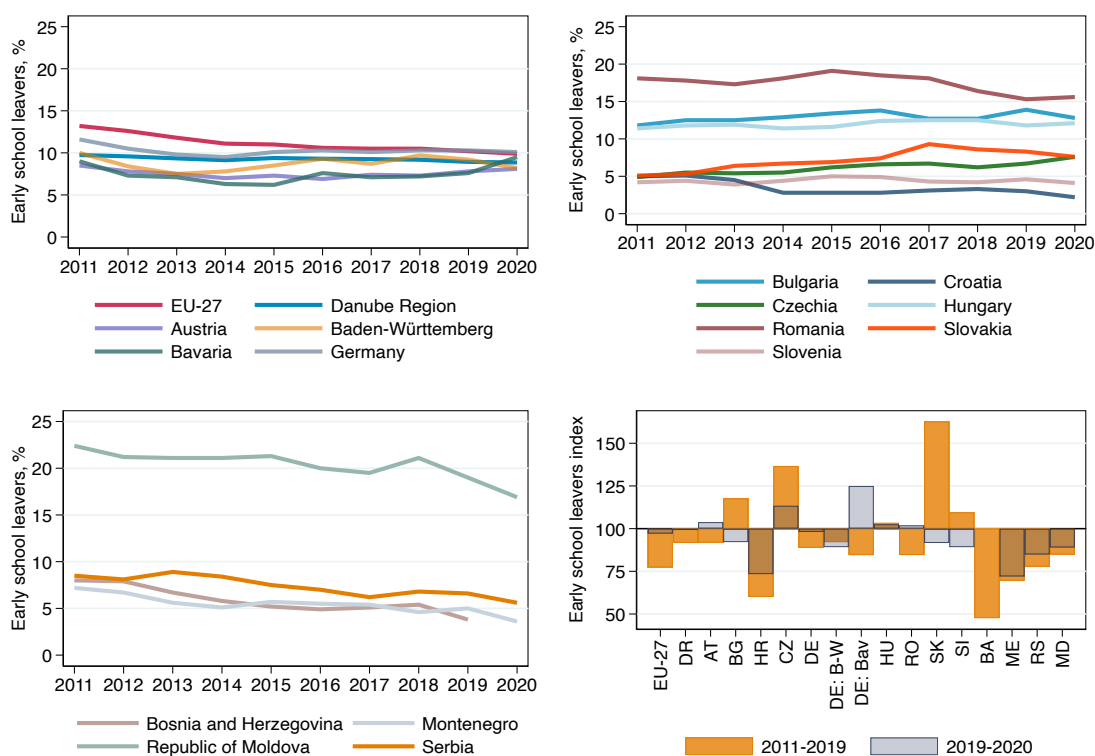 Early school leavers, %
25
20
15
10
5
0
2011 2012 2013 2014 2015 2016 2017 2018 2019 2020
EU-27 Danube Region
Austria Baden-Württemberg
Bavaria Germany
Early school leavers, %
25
20
15
10
5
0
2011 2012 2013 2014 2015 2016 2017 2018 2019 2020
Bulgaria Croatia
Czechia Hungary
Romania Slovakia
Slovenia
Early school leavers, %
25
20
15
10
5
0
2011 2012 2013 2014 2015 2016 2017 2018 2019 2020
Bosnia and Herzegovina Montenegro
Republic of Moldova Serbia
Early school leavers index
150
125
100
75
50
EU-27 DR AT BG HR CZ DE DE: B-W DE: Bav HU RO SK SI BA ME RS MD
2011-2019 2019-2020